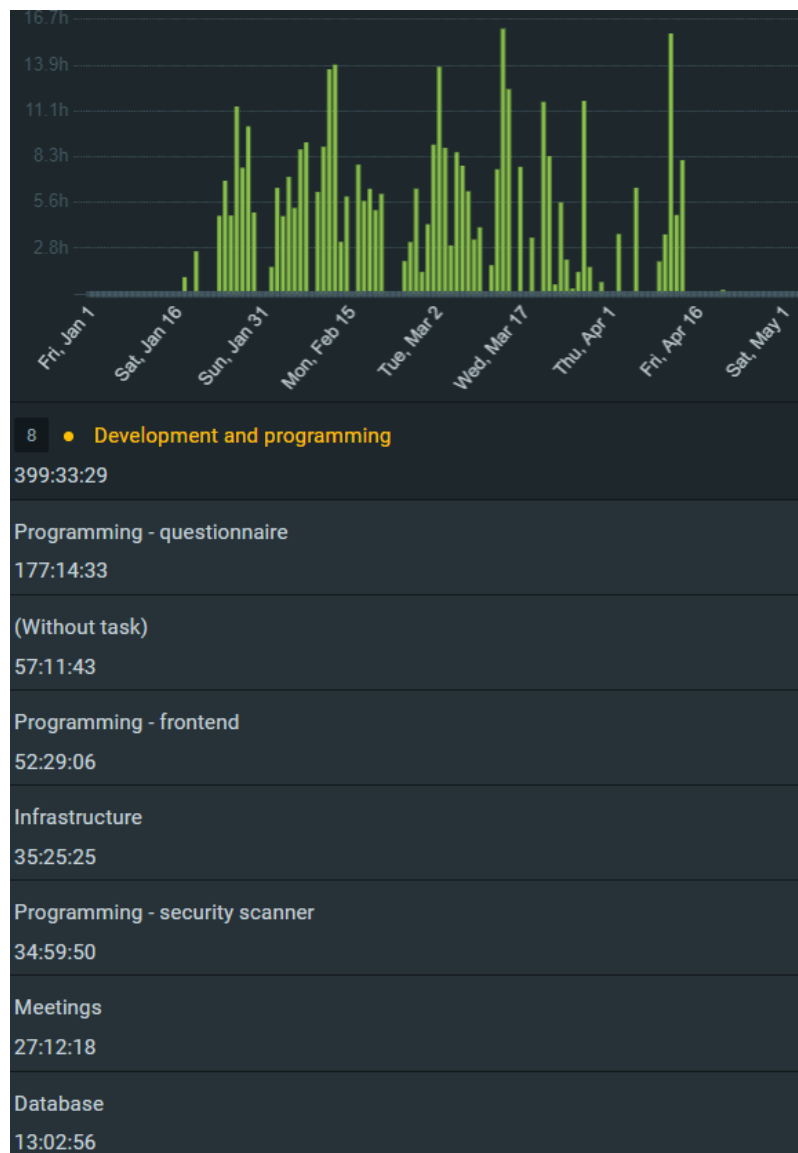 16.7h
13.9h
11.1h
8.3h
5.6h
2.8h
Fri, Jan 1
Sat, Jan 16
Sun, Jan 31
Mon, Feb 15
Tue, Mar 2
Wed, Mar 17
Thu, Apr 1
Fri, Apr 16
Sat, May 1
8 • Development and programming
399:33:29
Programming - questionnaire
177:14:33
(Without task)
57:11:43
Programming - frontend
52:29:06
Infrastructure
35:25:25
Programming - security scanner
34:59:50
Meetings
27:12:18
Database
13:02:56